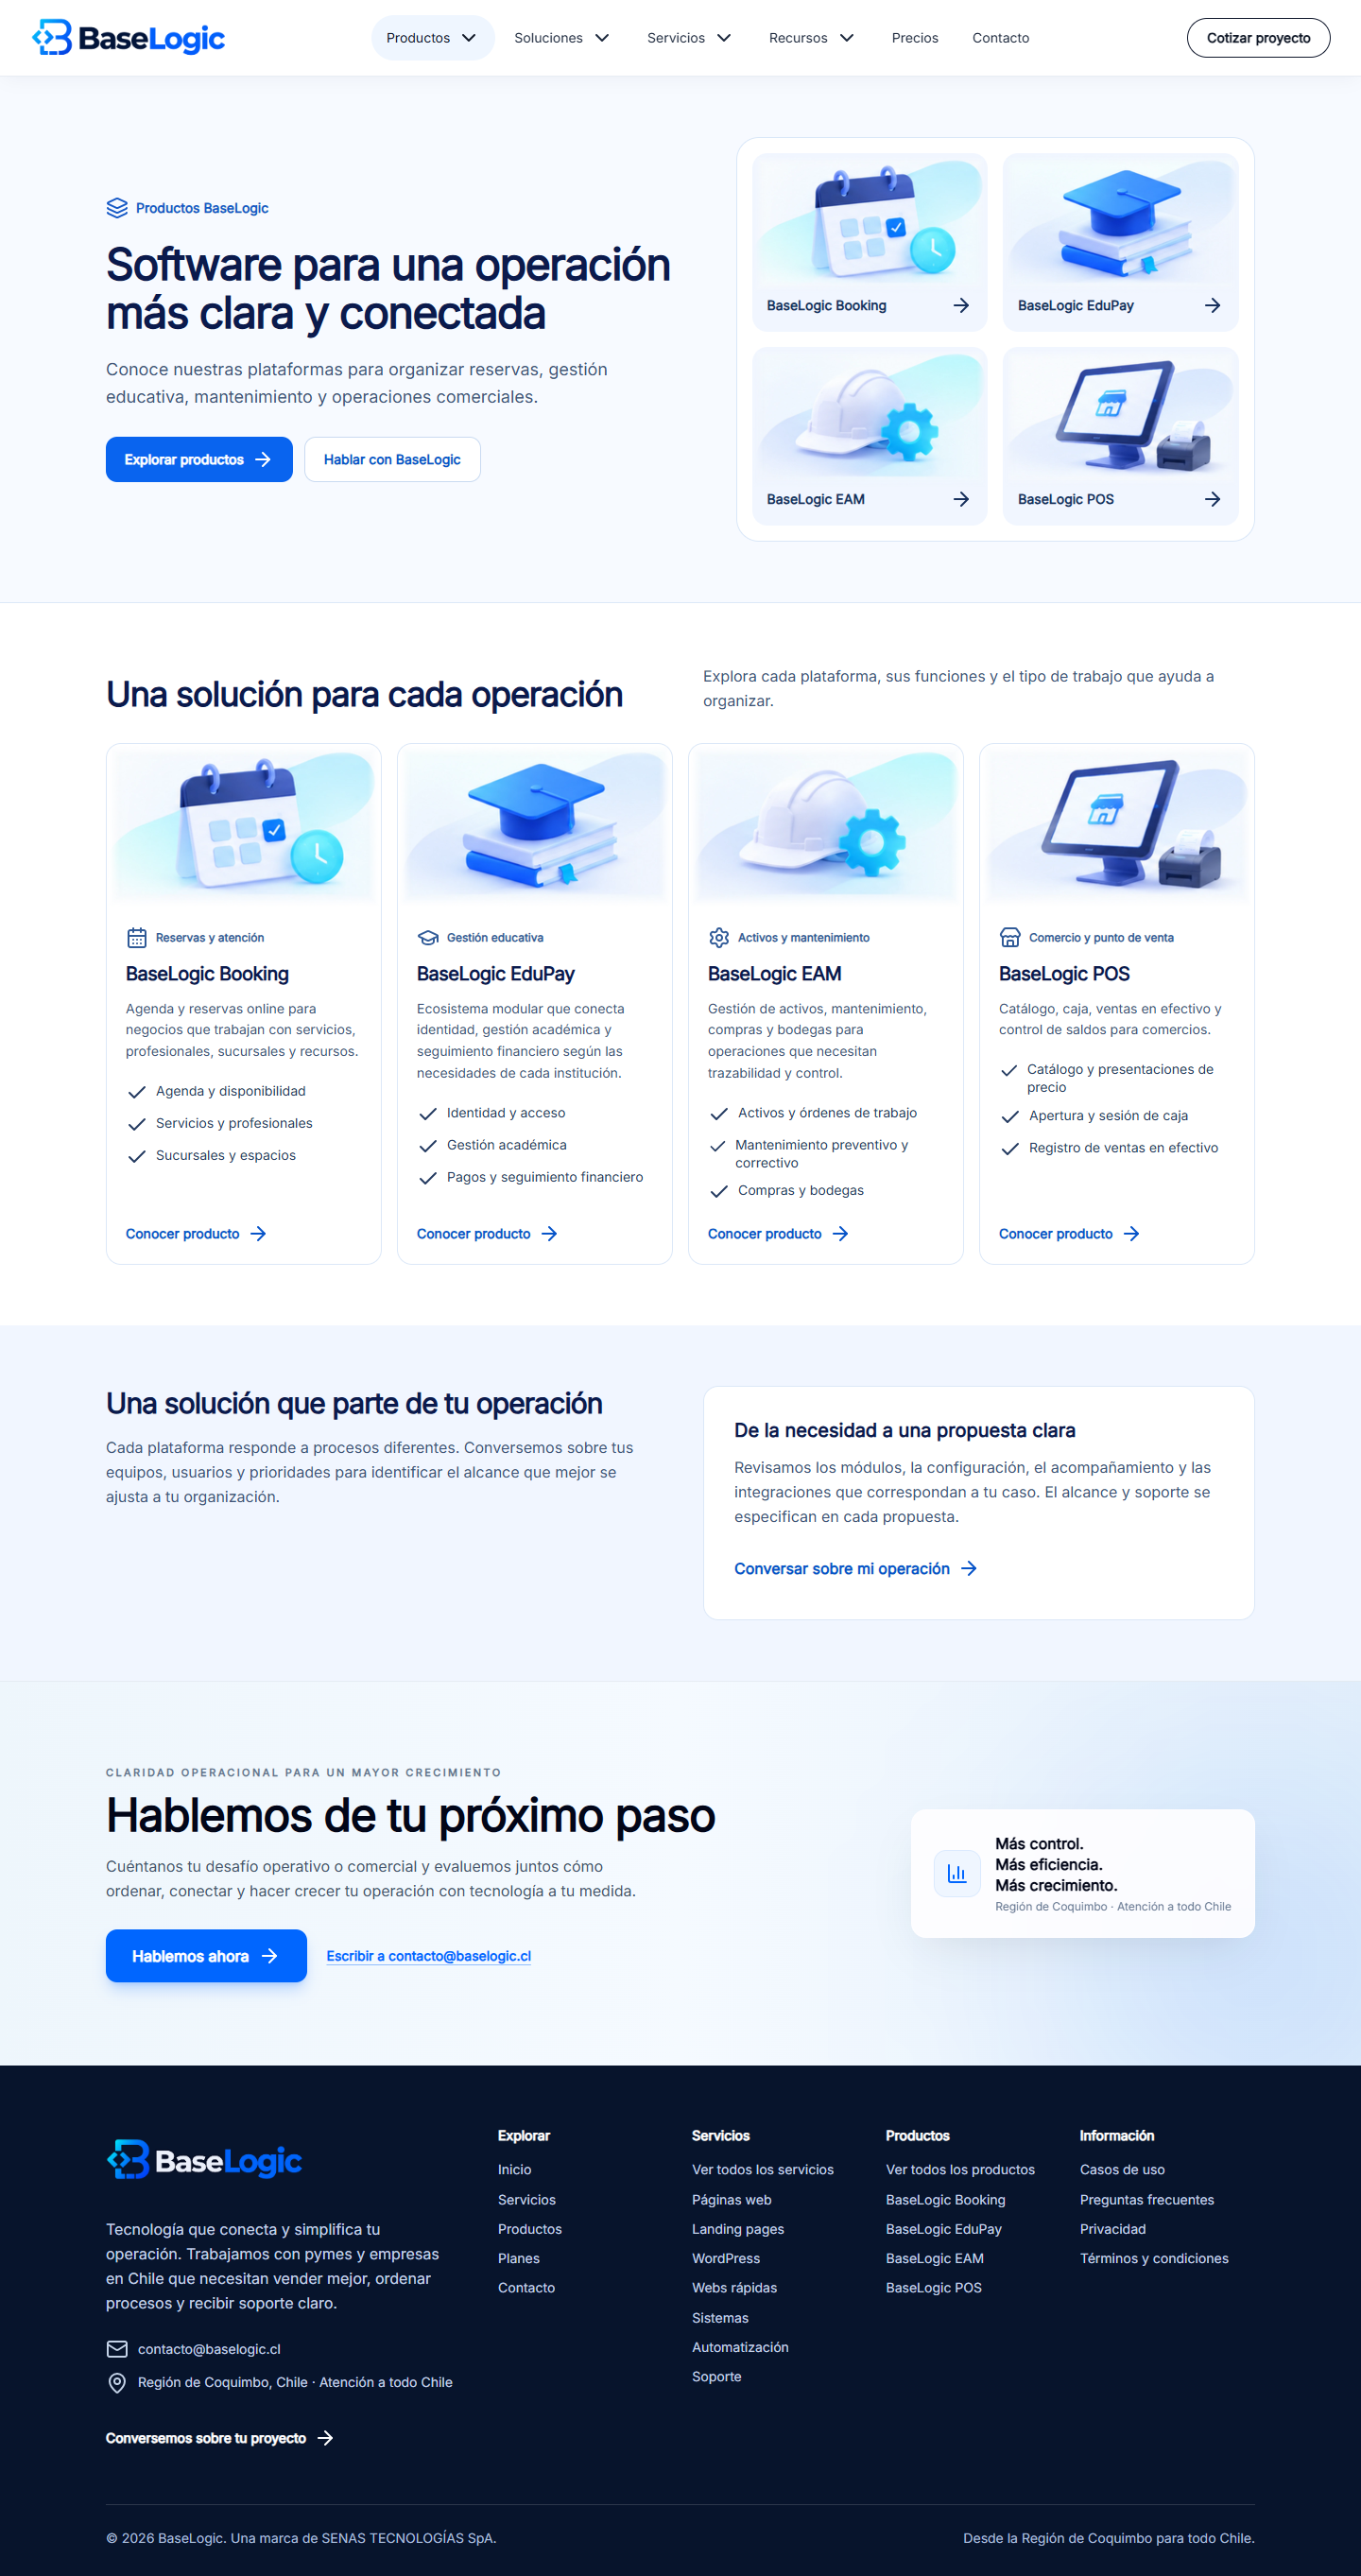 BaseLogic
Productos
Soluciones
Servicios
Recursos
Precios
Contacto
Cotizar proyecto
Productos BaseLogic
Software para una operación
más clara y conectada
Conoce nuestras plataformas para organizar reservas, gestión
educativa, mantenimiento y operaciones comerciales.
Explorar productos
Hablar con BaseLogic
BaseLogic Booking
BaseLogic EduPay
BaseLogic EAM
BaseLogic POS
Una solución para cada operación
Explora cada plataforma, sus funciones y el tipo de trabajo que ayuda a
organizar.
Reservas y atención
BaseLogic Booking
Agenda y reservas online para
negocios que trabajan con servicios,
profesionales, sucursales y recursos.
Agenda y disponibilidad
Servicios y profesionales
Sucursales y espacios
Conocer producto
Gestión educativa
BaseLogic EduPay
Ecosistema modular que conecta
identidad, gestión académica y
seguimiento financiero según las
necesidades de cada institución.
Identidad y acceso
Gestión académica
Pagos y seguimiento financiero
Conocer producto
Activos y mantenimiento
BaseLogic EAM
Gestión de activos, mantenimiento,
compras y bodegas para
operaciones que necesitan
trazabilidad y control.
Activos y órdenes de trabajo
Mantenimiento preventivo y
correctivo
Compras y bodegas
Conocer producto
Comercio y punto de venta
BaseLogic POS
Catálogo, caja, ventas en efectivo y
control de saldos para comercios.
Catálogo y presentaciones de
precio
Apertura y sesión de caja
Registro de ventas en efectivo
Conocer producto
Una solución que parte de tu operación
Cada plataforma responde a procesos diferentes. Conversemos sobre tus
equipos, usuarios y prioridades para identificar el alcance que mejor se
ajusta a tu organización.
De la necesidad a una propuesta clara
Revisamos los módulos, la configuración, el acompañamiento y las
integraciones que correspondan a tu caso. El alcance y soporte se
especifican en cada propuesta.
Conversar sobre mi operación
CLARIDAD OPERACIONAL PARA UN MAYOR CRECIMIENTO
Hablemos de tu próximo paso
Cuéntanos tu desafío operativo o comercial y evaluemos juntos cómo
ordenar, conectar y hacer crecer tu operación con tecnología a tu medida.
Hablemos ahora
Escribir a contacto@baselogic.cl
Más control.
Más eficiencia.
Más crecimiento.
Región de Coquimbo · Atención a todo Chile
BaseLogic
Tecnología que conecta y simplifica tu
operación. Trabajamos con pymes y empresas
en Chile que necesitan vender mejor, ordenar
procesos y recibir soporte claro.
contacto@baselogic.cl
Región de Coquimbo, Chile · Atención a todo Chile
Conversemos sobre tu proyecto
Explorar
Inicio
Servicios
Productos
Planes
Contacto
Servicios
Ver todos los servicios
Páginas web
Landing pages
WordPress
Webs rápidas
Sistemas
Automatización
Soporte
Productos
Ver todos los productos
BaseLogic Booking
BaseLogic EduPay
BaseLogic EAM
BaseLogic POS
Información
Casos de uso
Preguntas frecuentes
Privacidad
Términos y condiciones
© 2026 BaseLogic. Una marca de SENAS TECNOLOGÍAS SpA.
Desde la Región de Coquimbo para todo Chile.